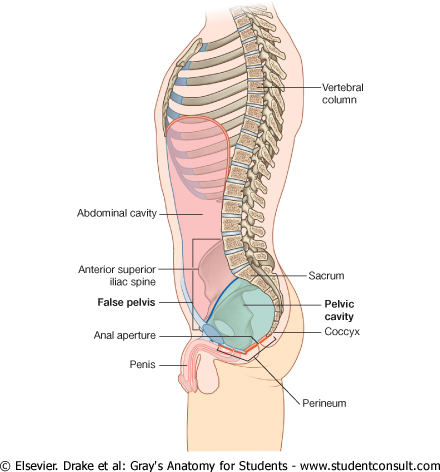 Vertebral
column
Abdominal cavity
Anterior superior
iliac spine
Sacrum
False pelvis
Pelvic
cavity
Anal aperture
Coccyx
Penis
Perineum
© Elsevier. Drake et al: Gray's Anatomy for Students - www.studentconsult.com